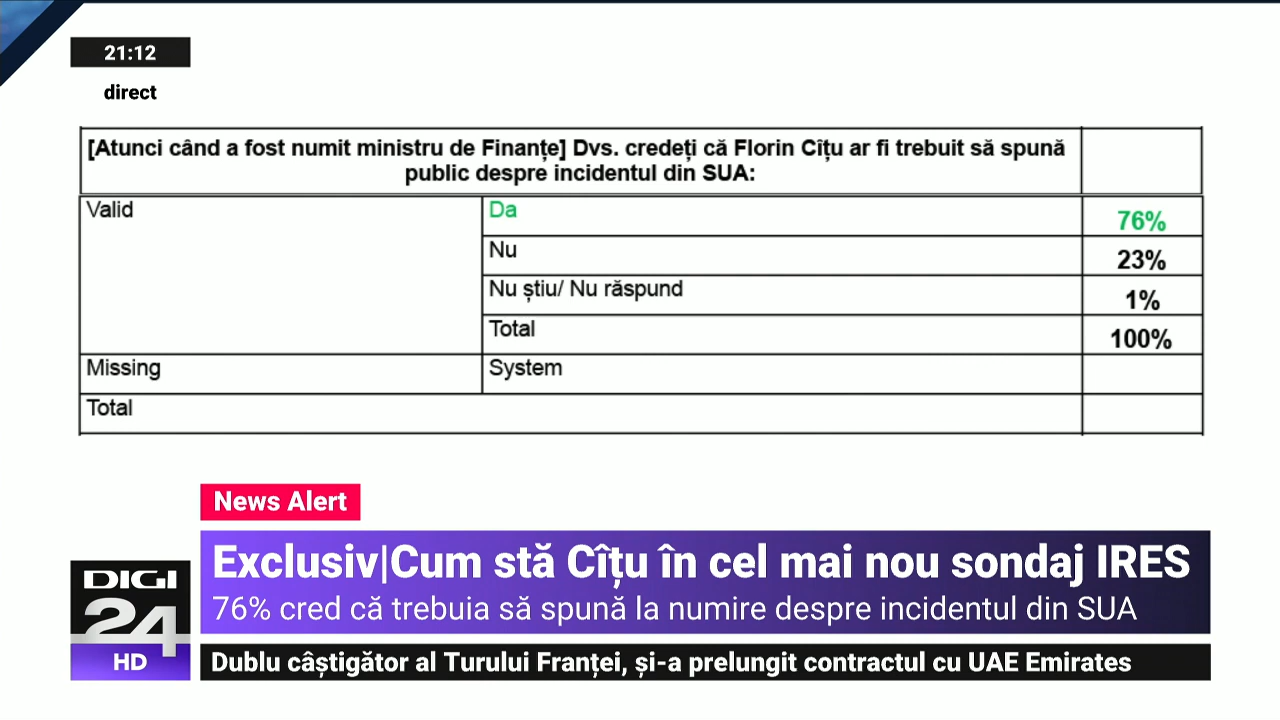 21:12
direct
[Atunci când a fost numit ministru de Finanțe] Dvs. credeți că Florin Cîțu ar fi trebuit să spună
public despre incidentul din SUA:
Valid
Da
76%
Nu
23%
Nu știu/ Nu răspund
1%
Total
100%
Missing
System
Total
News Alert
Exclusiv|Cum stă Cîțu în cel mai nou sondaj IRES
76% cred că trebuia să spună la numire despre incidentul din SUA
DIGI
24
HD
Dublu câștigător al Turului Franței, și-a prelungit contractul cu UAE Emirates